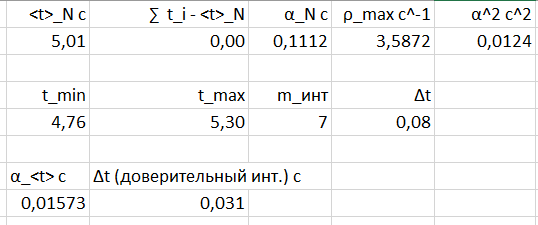 <t>_N c ∑ t_i - <t>_N α_N c ρ_max c^-1 α^2 c^2
5,01 0,00 0,1112 3,5872 0,0124
t_min t_max m_инт Δt
4,76 5,30 7 0,08
α_<t> c Δt (доверительный инт.) c
0,01573 0,031